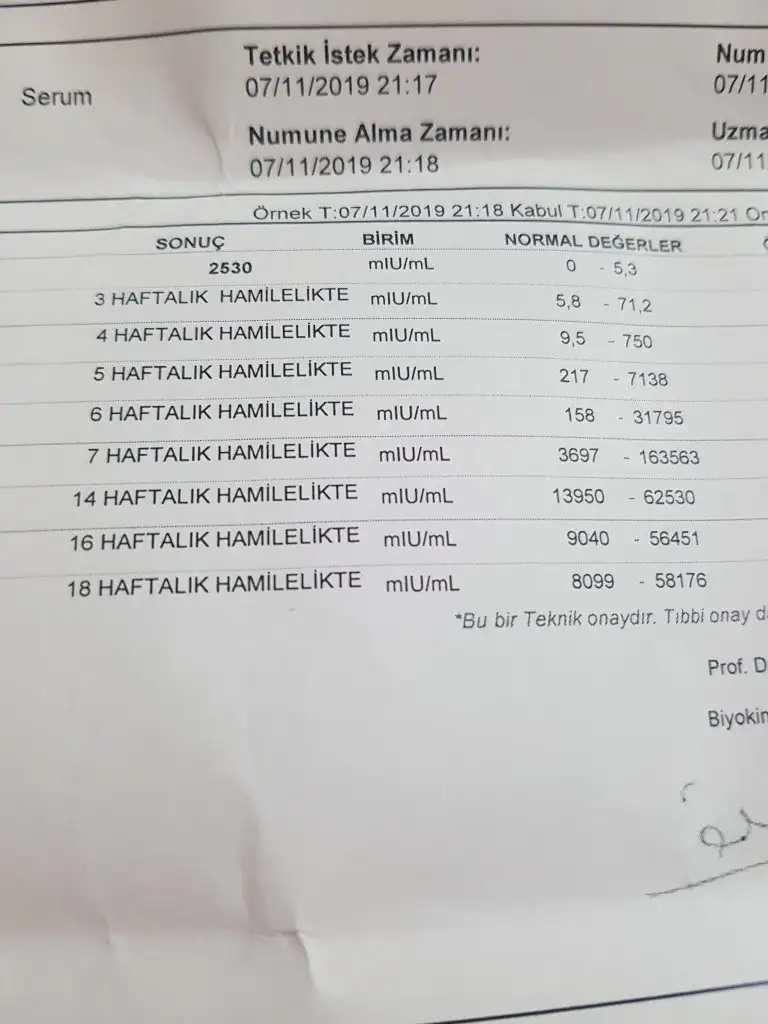 Tetkik İstek Zamanı:
Num
Serum
07/11/2019 21:17
07/11
Numune Alma Zamanı:
Uzma
07/11/2019 21:18
07/11
Örnek T:07/11/2019 21:18 Kabul T:07/11/2019 21:21 On
SONUÇ BİRİM NORMAL DEĞERLER
2530 mIU/mL 0 - 5,3
3 HAFTALIK HAMİLELİKTE mIU/mL 5,8 - 71,2
4 HAFTALIK HAMİLELİKTE mIU/mL 9,5 - 750
5 HAFTALIK HAMİLELİKTE mIU/mL 217 - 7138
6 HAFTALIK HAMİLELİKTE mIU/mL 158 - 31795
7 HAFTALIK HAMİLELİKTE mIU/mL 3697 - 163563
14 HAFTALIK HAMİLELİKTE mIU/mL 13950 - 62530
16 HAFTALIK HAMİLELİKTE mIU/mL 9040 - 56451
18 HAFTALIK HAMİLELİKTE mIU/mL 8099 - 58176
*Bu bir Teknik onaydır. Tıbbi onay d
Prof. D
Biyokim